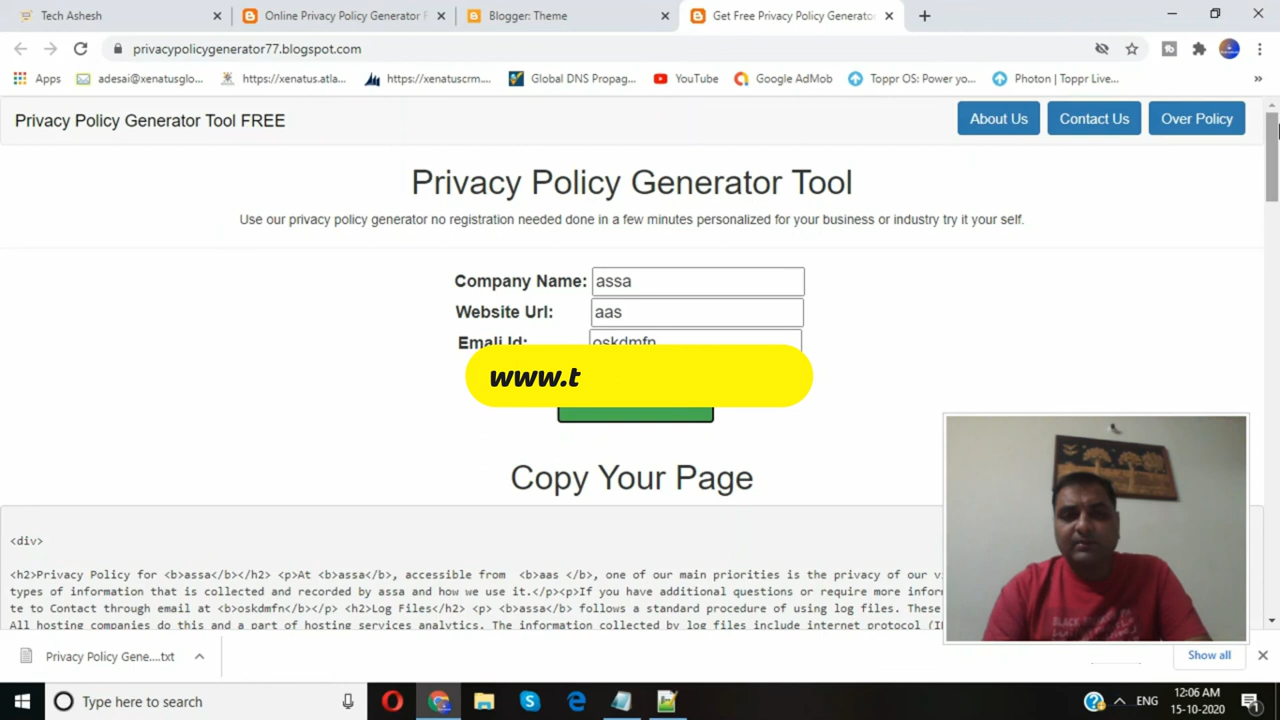 Tech Ashesh
Online Privacy Policy Generator F
Blogger: Theme
Get Free Privacy Policy Generator
privacypolicygenerator77.blogspot.com
Apps
adesai@xenatusglo...
https://xenatus.atla...
https://xenatuscrm....
Global DNS Propag...
YouTube
Google AdMob
Toppr OS: Power yo...
Photon | Toppr Live...
»
Privacy Policy Generator Tool FREE
About Us
Contact Us
Over Policy
Privacy Policy Generator Tool
Use our privacy policy generator no registration needed done in a few minutes personalized for your business or industry try it your self.
Company Name: assa
Website Url: aas
Emali Id: oskdmfn
www.t
Copy Your Page
<div>
<h2>Privacy Policy for <b>assa</b></h2> <p>At <b>assa</b>, accessible from <b>aas </b>, one of our main priorities is the privacy of our vi
types of information that is collected and recorded by assa and how we use it.</p><p>If you have additional questions or require more infor
te to Contact through email at <b>oskdmfn</b></p> <h2>Log Files</h2> <p> <b>assa</b> follows a standard procedure of using log files. These
All hosting companies do this and a part of hosting services analytics. The information collected by log files include internet protocol (I
BLACK
Privacy Policy Gene....txt
Show all
Type here to search
ENG
12:06 AM
15-10-2020
1